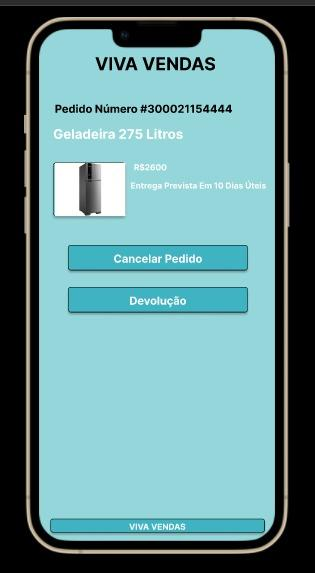 VIVA VENDAS
Pedido Número #300021154444
Geladeira 275 Litros
R$2600
Entrega Prevista Em 10 Dias Úteis
Cancelar Pedido
Devolução
VIVA VENDAS